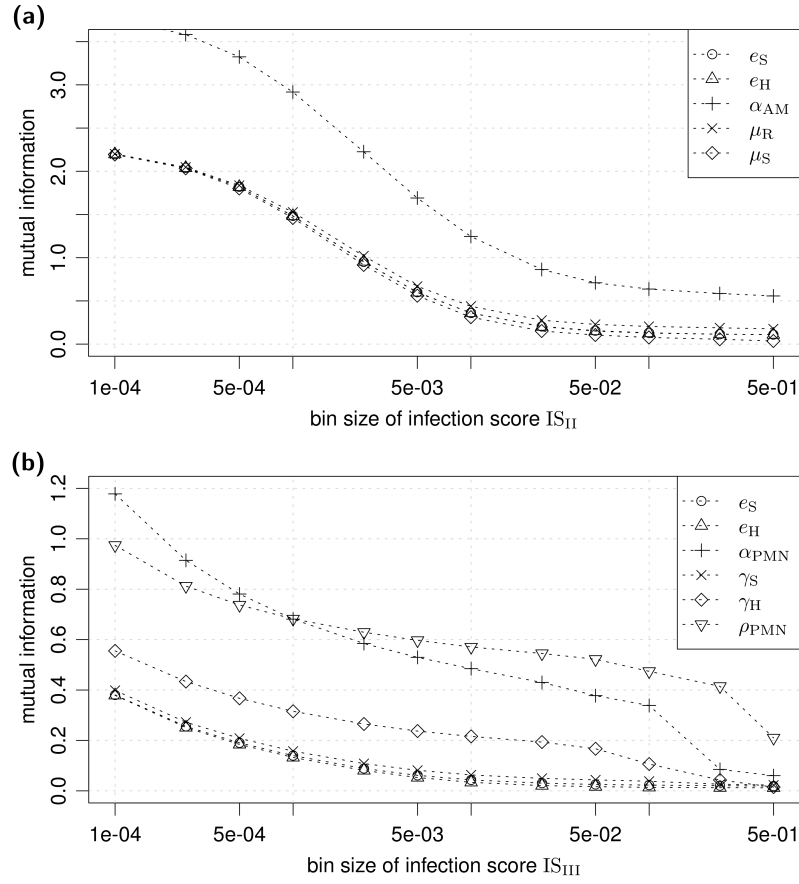 (a)
mutual information
3.0
2.0
1.0
0.0
e_S
e_H
α_AM
μ_R
μ_S
1e-04 5e-04 5e-03 5e-02 5e-01
bin size of infection score IS_II
(b)
mutual information
1.2
1.0
0.8
0.6
0.4
0.2
0.0
e_S
e_H
α_PMN
γ_S
γ_H
ρ_PMN
1e-04 5e-04 5e-03 5e-02 5e-01
bin size of infection score IS_III